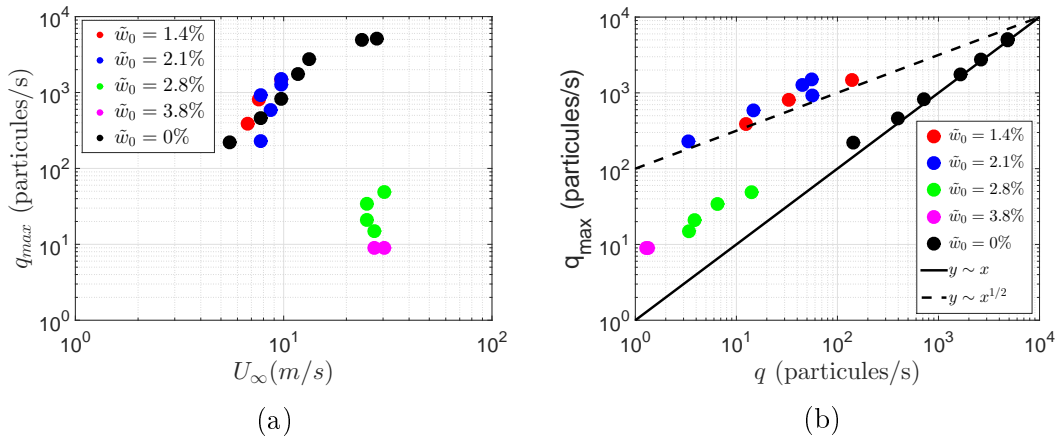 10^4
10^3
10^2
10^1
10^0
q_max (particules/s)
w̃_0 = 1.4%
w̃_0 = 2.1%
w̃_0 = 2.8%
w̃_0 = 3.8%
w̃_0 = 0%
10^0 10^1 10^2
U_∞(m/s)
(a)
10^4
10^3
10^2
10^1
10^0
q_max (particules/s)
w̃_0 = 1.4%
w̃_0 = 2.1%
w̃_0 = 2.8%
w̃_0 = 3.8%
w̃_0 = 0%
y ∼ x
y ∼ x^1/2
10^0 10^1 10^2 10^3 10^4
q (particules/s)
(b)